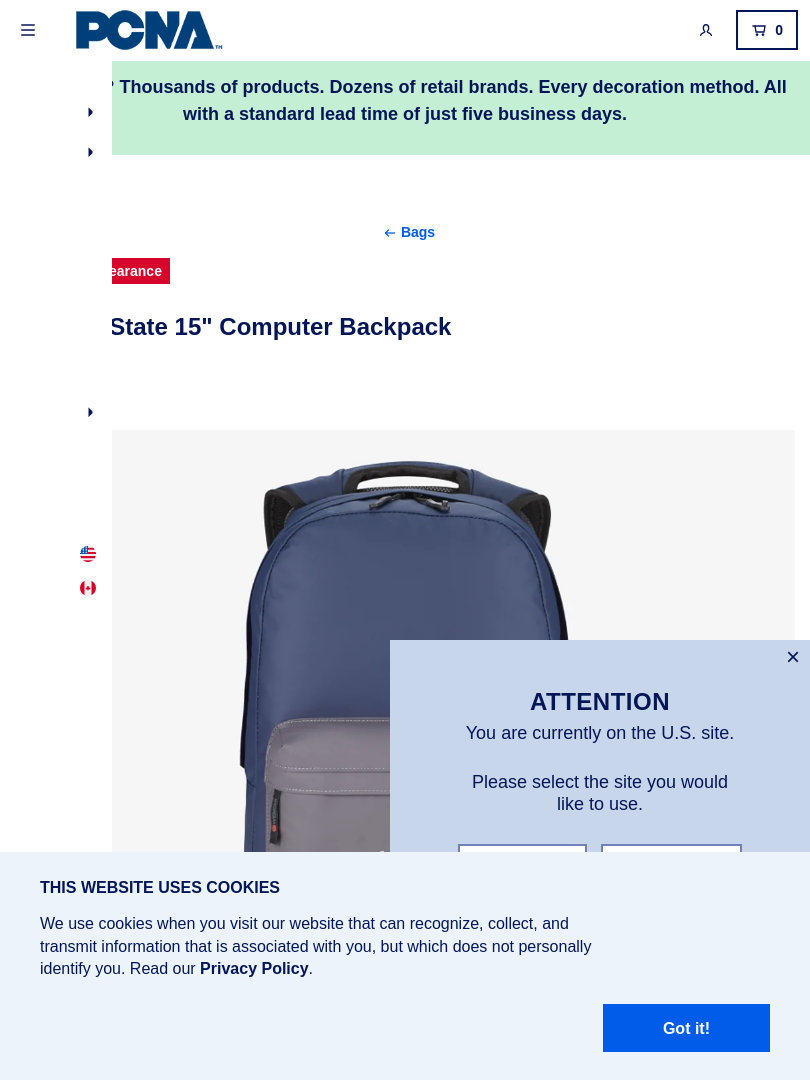 PCNA™
0
Thousands of products. Dozens of retail brands. Every decoration method. All
with a standard lead time of just five business days.
← Bags
earance
State 15" Computer Backpack
ATTENTION
You are currently on the U.S. site.
Please select the site you would
like to use.
THIS WEBSITE USES COOKIES
We use cookies when you visit our website that can recognize, collect, and
transmit information that is associated with you, but which does not personally
identify you. Read our Privacy Policy.
Got it!